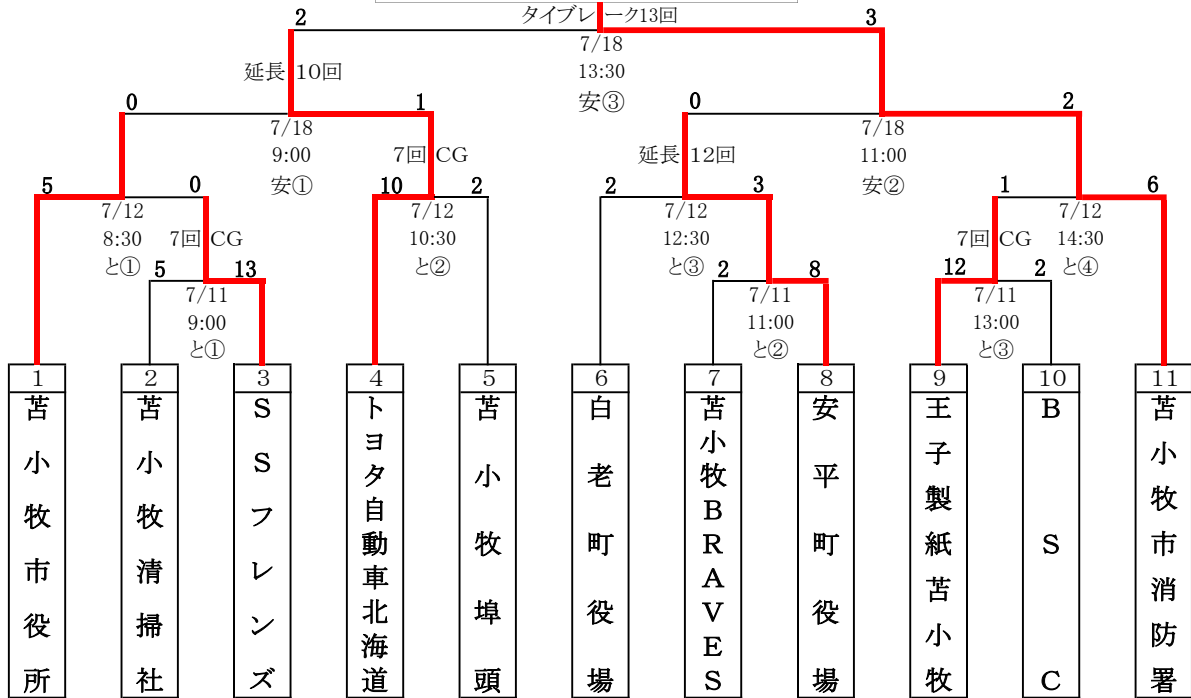 タイブレーク13回
2 3
7/18
13:30
安③
延長 10回
0 1 0 2
7/18 7/18
9:00 11:00
安① 安②
7回 CG 延長 12回
5 0 10 2 2 3 1 6
7/12 7/12 7/12 7/12
8:30 10:30 12:30 14:30
と① と② と③ と④
7回 CG 7回 CG
5 13 2 8 12 2
7/11 7/11 7/11
9:00 11:00 13:00
と① と② と③
1 2 3 4 5 6 7 8 9 10 11
苫小牧市役所
苫小牧清掃社
SSフレンズ
トヨタ自動車北海道
苫小牧埠頭
白老町役場
苫小牧BRAVES
安平町役場
王子製紙苫小牧
BSC
苫小牧市消防署